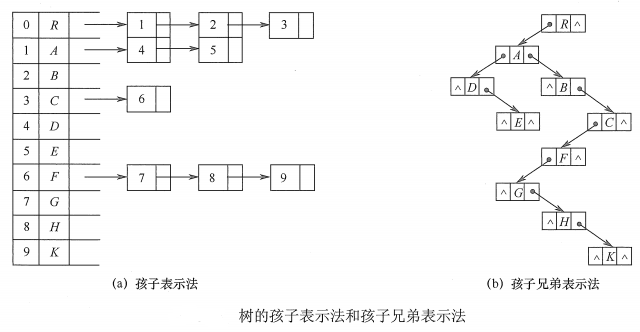 0 R 1 2 3
1 A 4 5
2 B
3 C 6
4 D
5 E
6 F 7 8 9
7 G
8 H
9 K
R ^
A
^ D
^ B
^ E ^
C ^
F ^
^ G
^ H
^ K ^
(a) 孩子表示法
(b) 孩子兄弟表示法
树的孩子表示法和孩子兄弟表示法